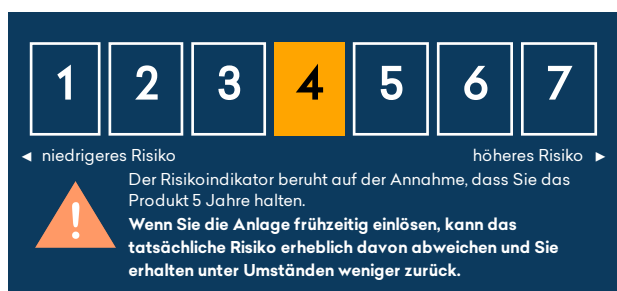 1 2 3 4 5 6 7
◄ niedrigeres Risiko höheres Risiko ►
Der Risikoindikator beruht auf der Annahme, dass Sie das
Produkt 5 Jahre halten.
Wenn Sie die Anlage frühzeitig einlösen, kann das
tatsächliche Risiko erheblich davon abweichen und Sie
erhalten unter Umständen weniger zurück.
!